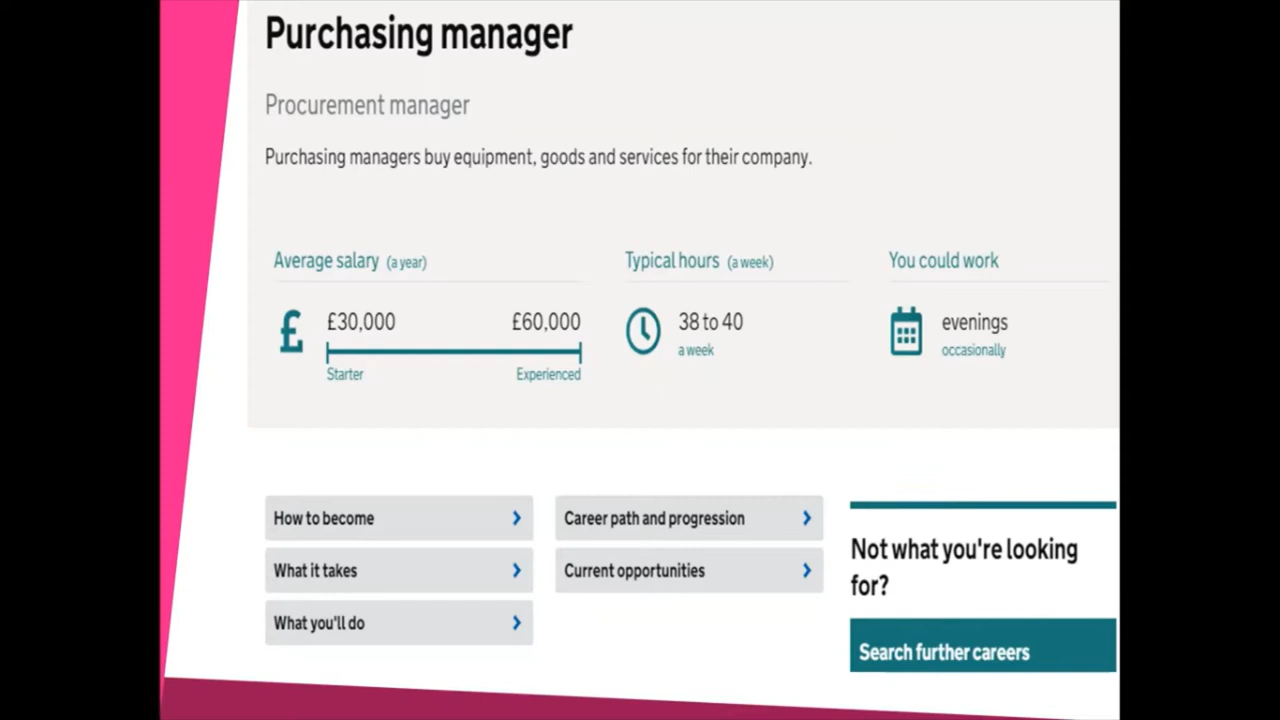 Purchasing manager
Procurement manager
Purchasing managers buy equipment, goods and services for their company.
Average salary (a year)
£
£30,000
£60,000
Starter
Experienced
Typical hours (a week)
38 to 40
a week
You could work
evenings
occasionally
How to become
What it takes
What you'll do
Career path and progression
Current opportunities
Not what you're looking
for?
Search further careers